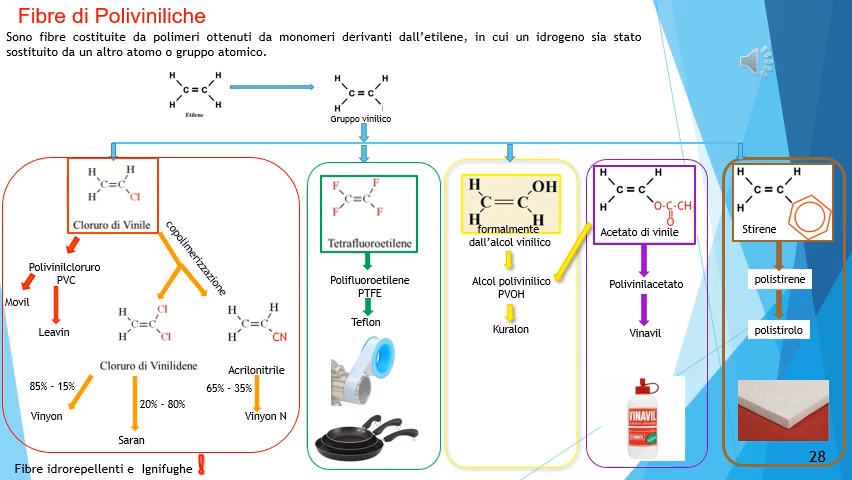 Fibre di Poliviniliche
Sono fibre costituite da polimeri ottenuti da monomeri derivanti dall'etilene, in cui un idrogeno sia stato
sostituito da un altro atomo o gruppo atomico.
H H
C = C
H H
Etilene
H H
C = C
H
Gruppo vinilico
H H
C=C
H Cl
Cloruro di Vinile
copolimerizzazione
Polivinilcloruro
PVC
Movil
Leavin
H Cl
C=C
H Cl
Cloruro di Vinilidene
H H
C=C
H CN
Acrilonitrile
85% - 15%
20% - 80%
65% - 35%
Vinyon
Saran
Vinyon N
Fibre idrorepellenti e Ignifughe !
F F
C=C
F F
Tetrafluoroetilene
Polifluoroetilene
PTFE
Teflon
H OH
C=C
H H
formalmente
dall'alcol vinilico
Alcol polivinilico
PVOH
Kuralon
H H
C = C
H O-C-CH3
O
Acetato di vinile
Polivinilacetato
Vinavil
VINAVIL
H H
C = C
H
Stirene
polistirene
polistirolo
28